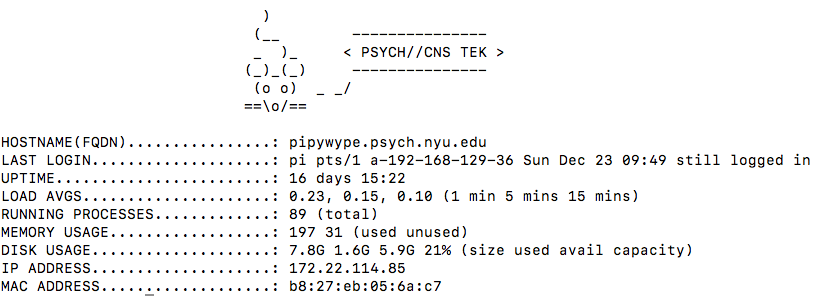 )
(__ ---------------
_ )_ < PSYCH//CNS TEK >
(_)_(_) ---------------
(o o) _ _/
==\o/==
HOSTNAME(FQDN)................: pipywype.psych.nyu.edu
LAST LOGIN....................: pi pts/1 a-192-168-129-36 Sun Dec 23 09:49 still logged in
UPTIME........................: 16 days 15:22
LOAD AVGS.....................: 0.23, 0.15, 0.10 (1 min 5 mins 15 mins)
RUNNING PROCESSES.............: 89 (total)
MEMORY USAGE..................: 197 31 (used unused)
DISK USAGE....................: 7.8G 1.6G 5.9G 21% (size used avail capacity)
IP ADDRESS....................: 172.22.114.85
MAC ADDRESS...................: b8:27:eb:05:6a:c7